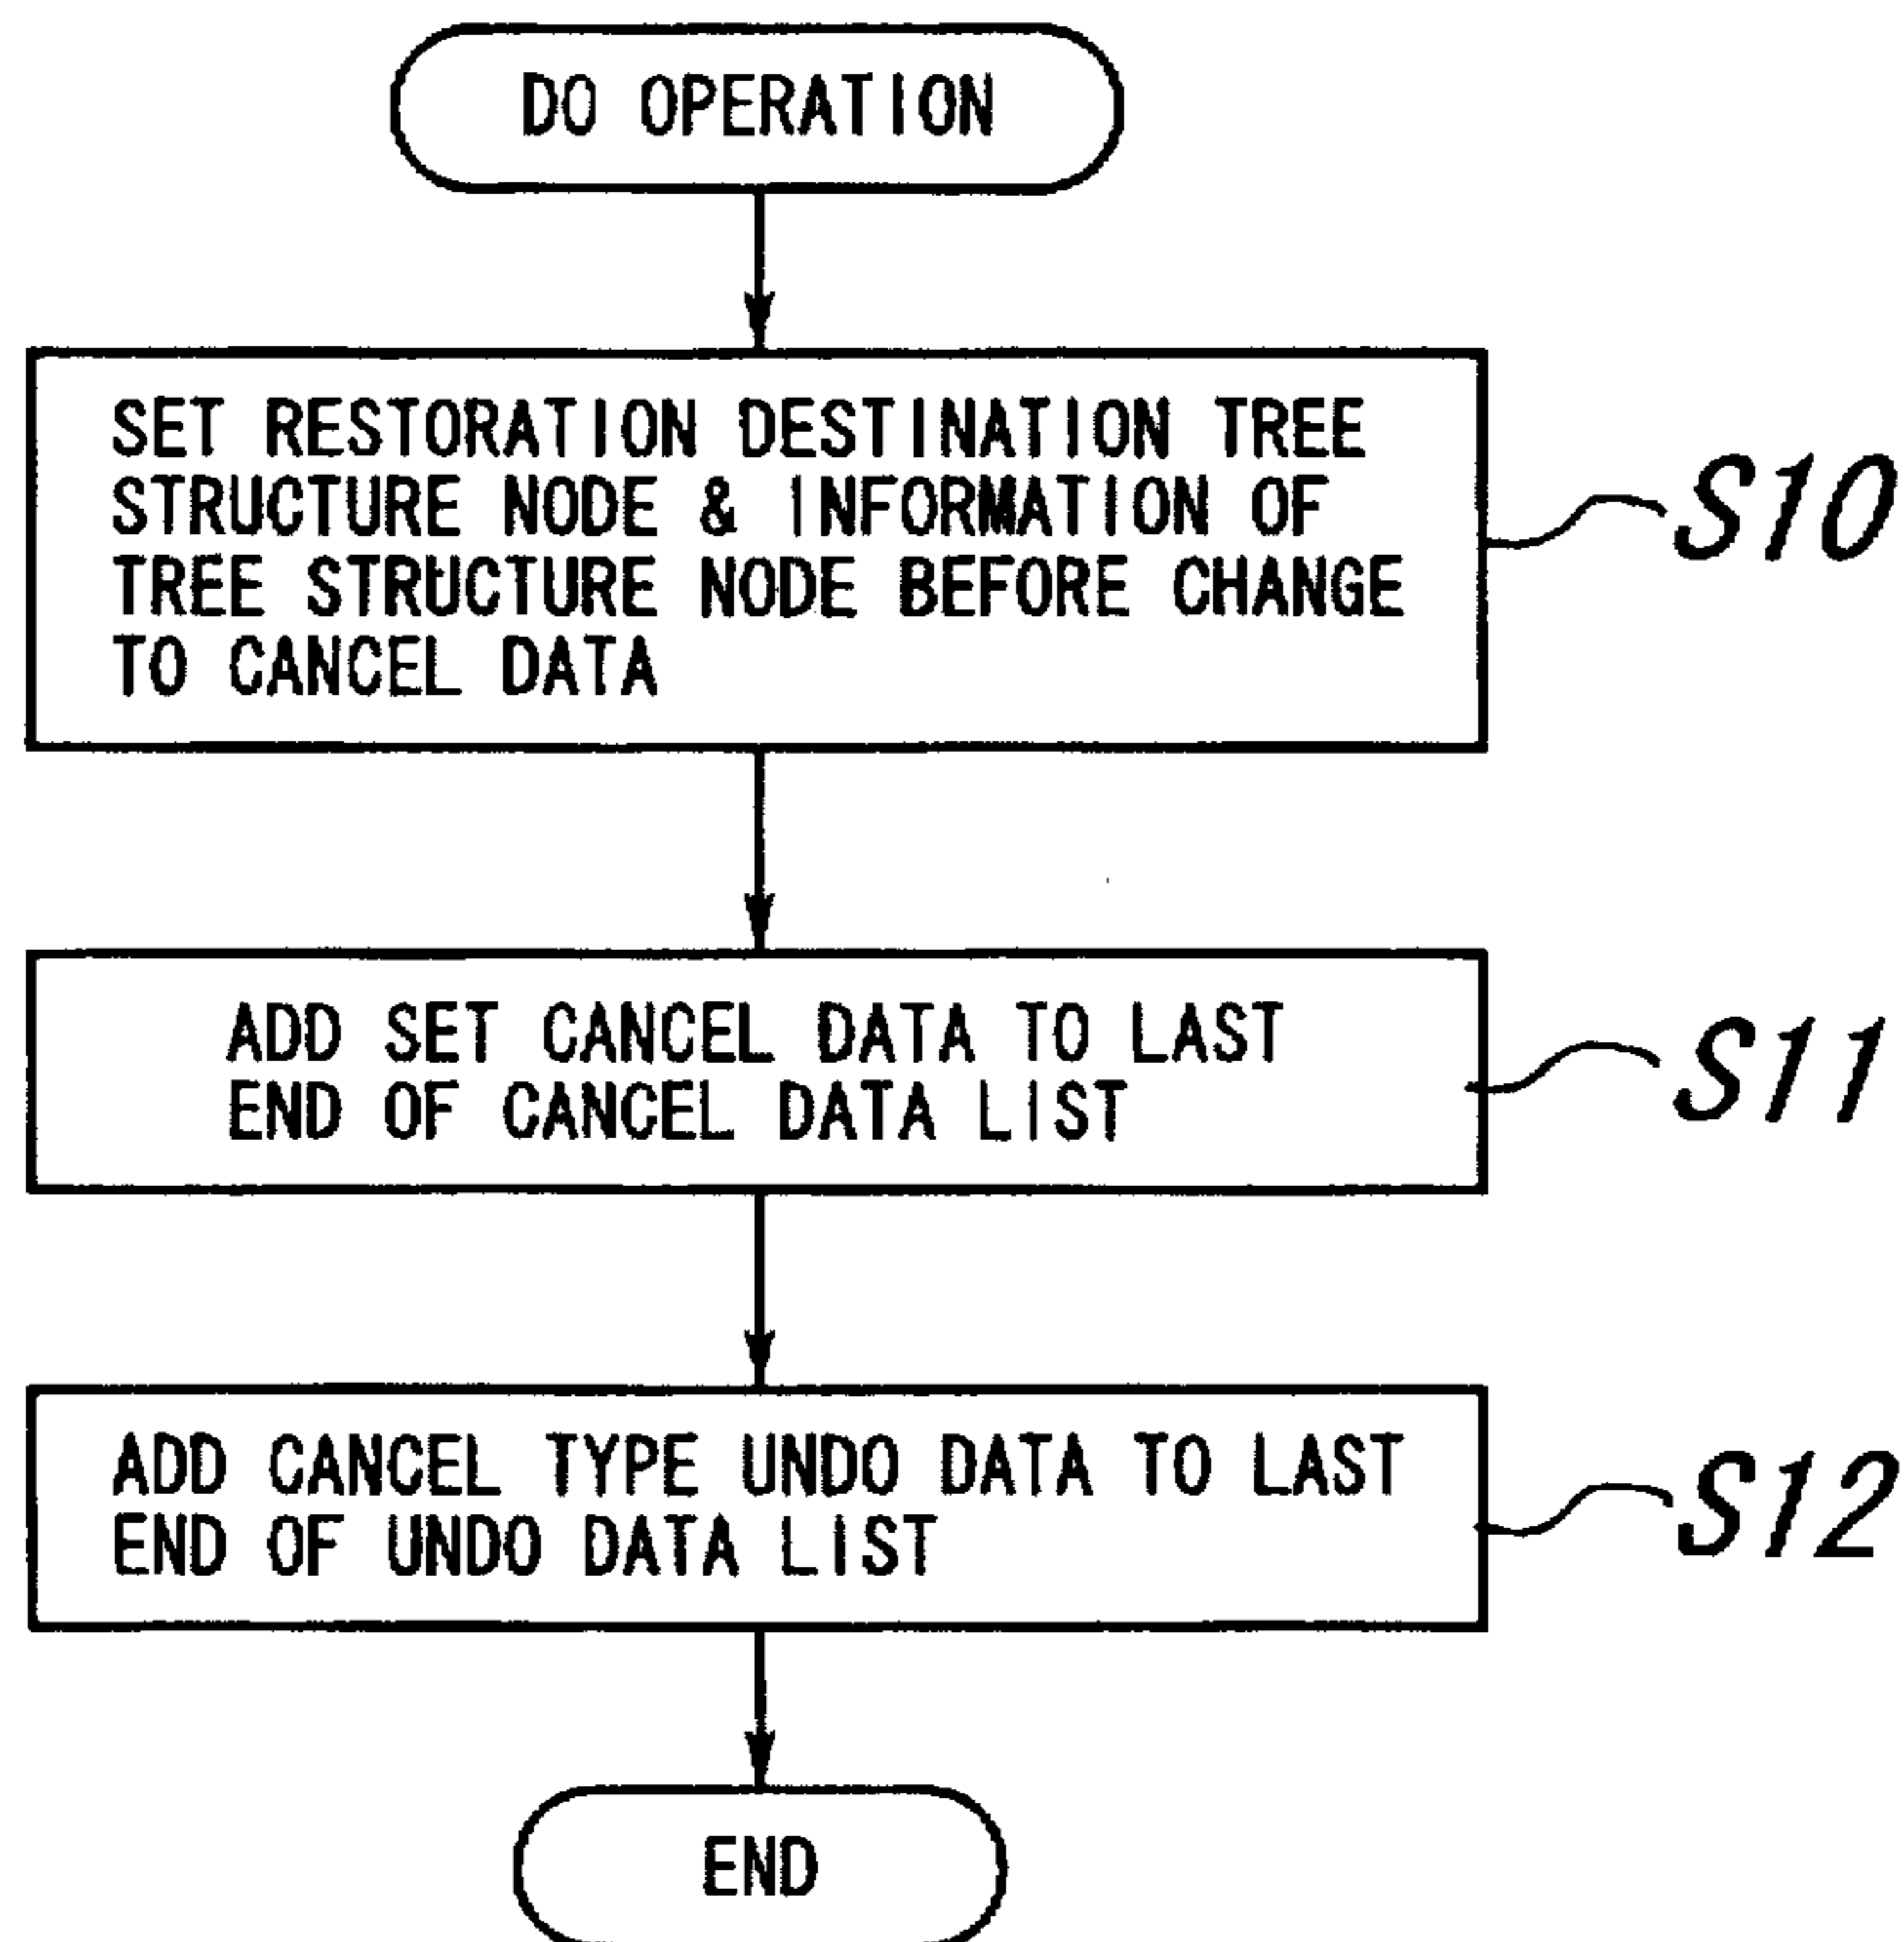 DO OPERATION
SET RESTORATION DESTINATION TREE
STRUCTURE NODE & INFORMATION OF
TREE STRUCTURE NODE BEFORE CHANGE
TO CANCEL DATA
S10
ADD SET CANCEL DATA TO LAST
END OF CANCEL DATA LIST
S11
ADD CANCEL TYPE UNDO DATA TO LAST
END OF UNDO DATA LIST
S12
END